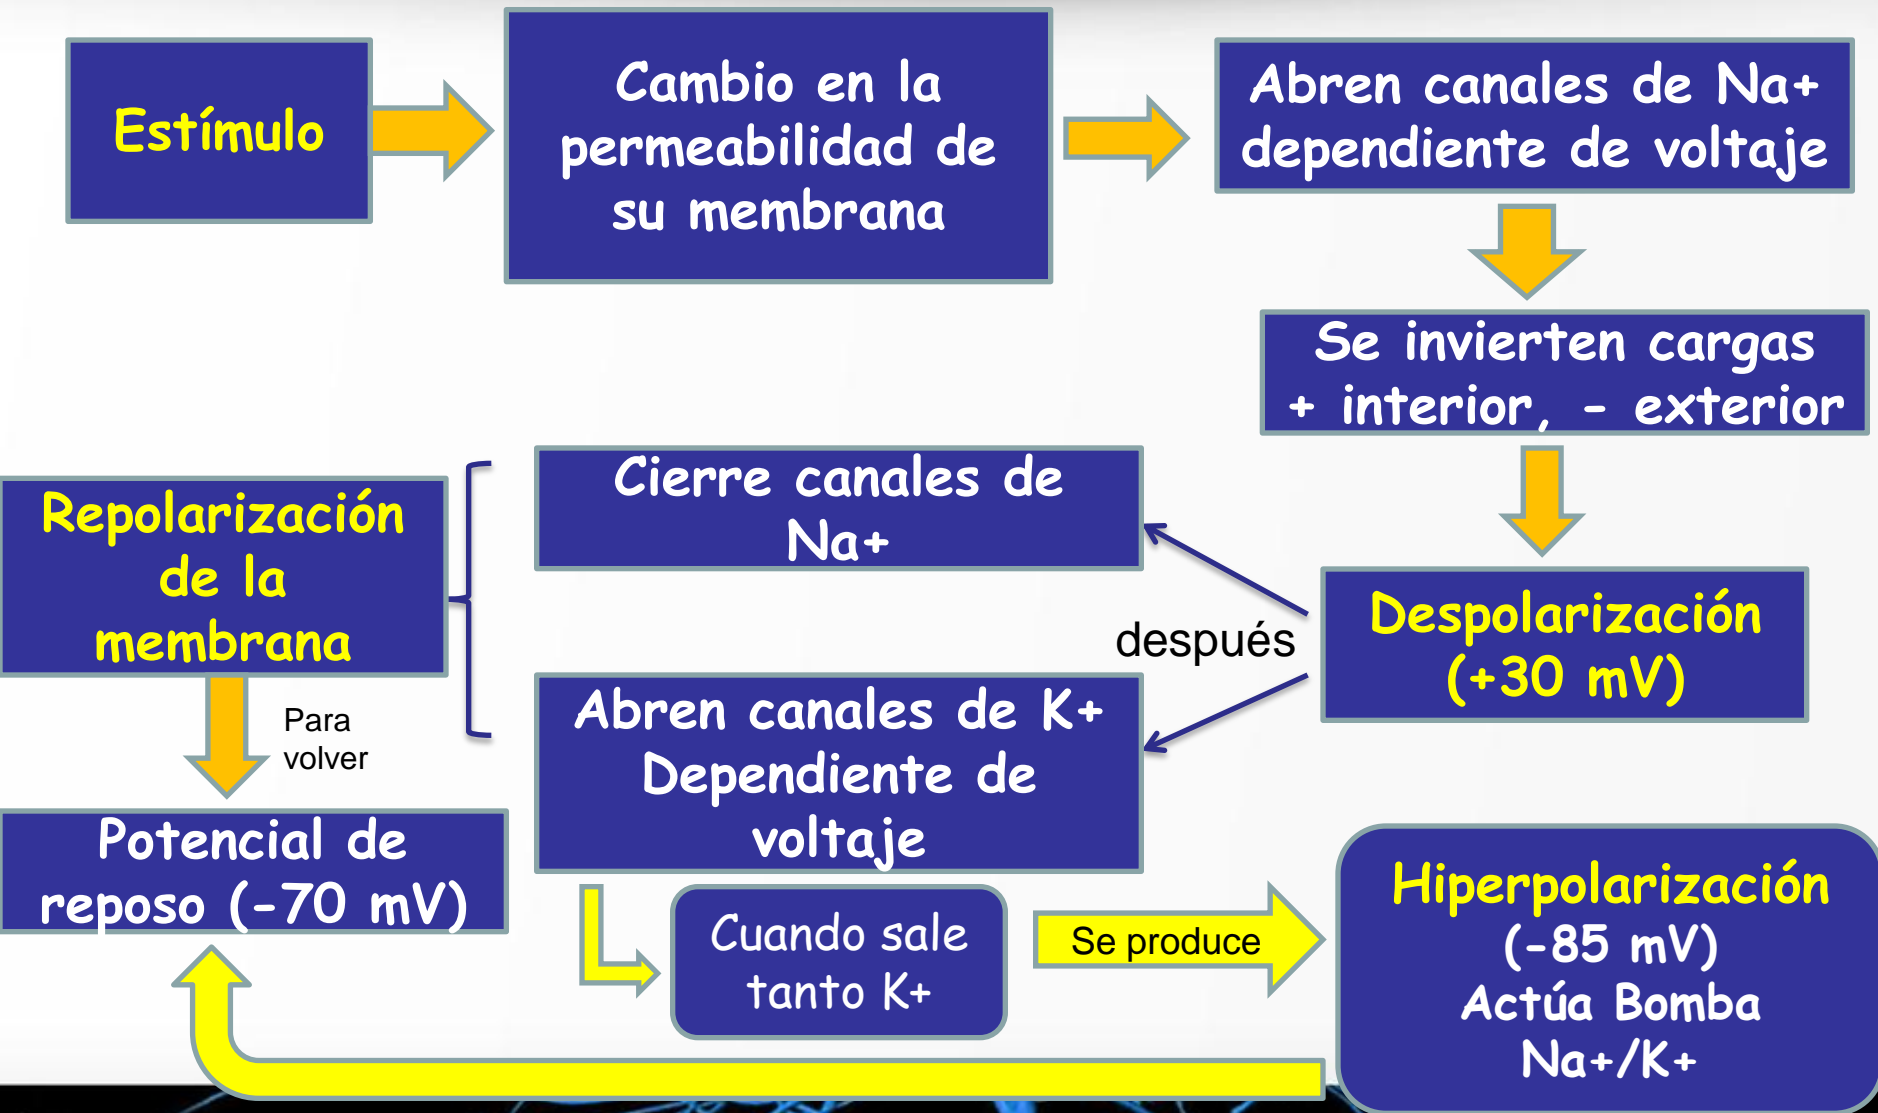 Estímulo
Cambio en la
permeabilidad de
su membrana
Abren canales de Na+
dependiente de voltaje
Se invierten cargas
+ interior, - exterior
Despolarización
(+30 mV)
después
Cierre canales de
Na+
Abren canales de K+
Dependiente de
voltaje
Repolarización
de la
membrana
Para
volver
Potencial de
reposo (-70 mV)
Cuando sale
tanto K+
Se produce
Hiperpolarización
(-85 mV)
Actúa Bomba
Na+/K+